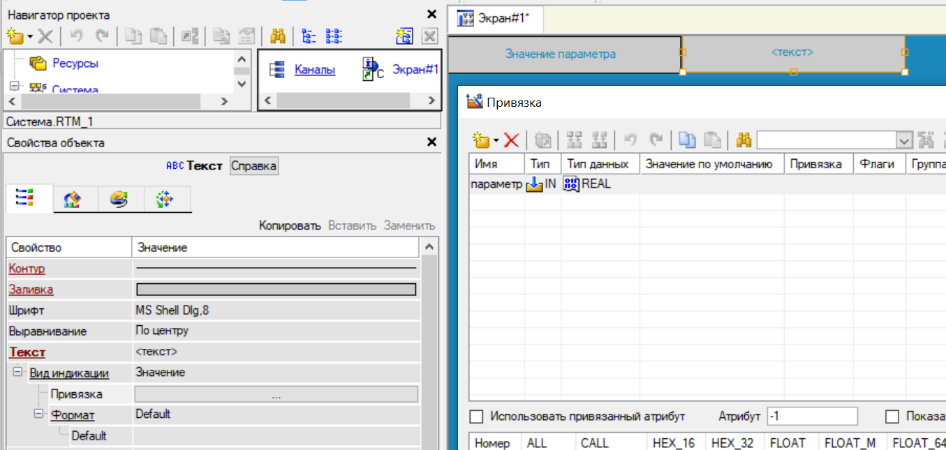 Навигатор проекта
Ресурсы
Система
Каналы
C Экран#1
Система.RTM_1
Свойства объекта
ABC Текст Справка
Копировать Вставить Заменить
Свойство Значение
Контур
Заливка
Шрифт MS Shell Dlg,8
Выравнивание По центру
Текст <текст>
Вид индикации Значение
Привязка ...
Формат Default
Default
Экран#1*
Значение параметра <текст>
Привязка
Имя Тип Тип данных Значение по умолчанию Привязка Флаги Группа
параметр IN REAL
Использовать привязанный атрибут Атрибут -1 Показа
Номер ALL CALL HEX_16 HEX_32 FLOAT FLOAT_M FLOAT_64